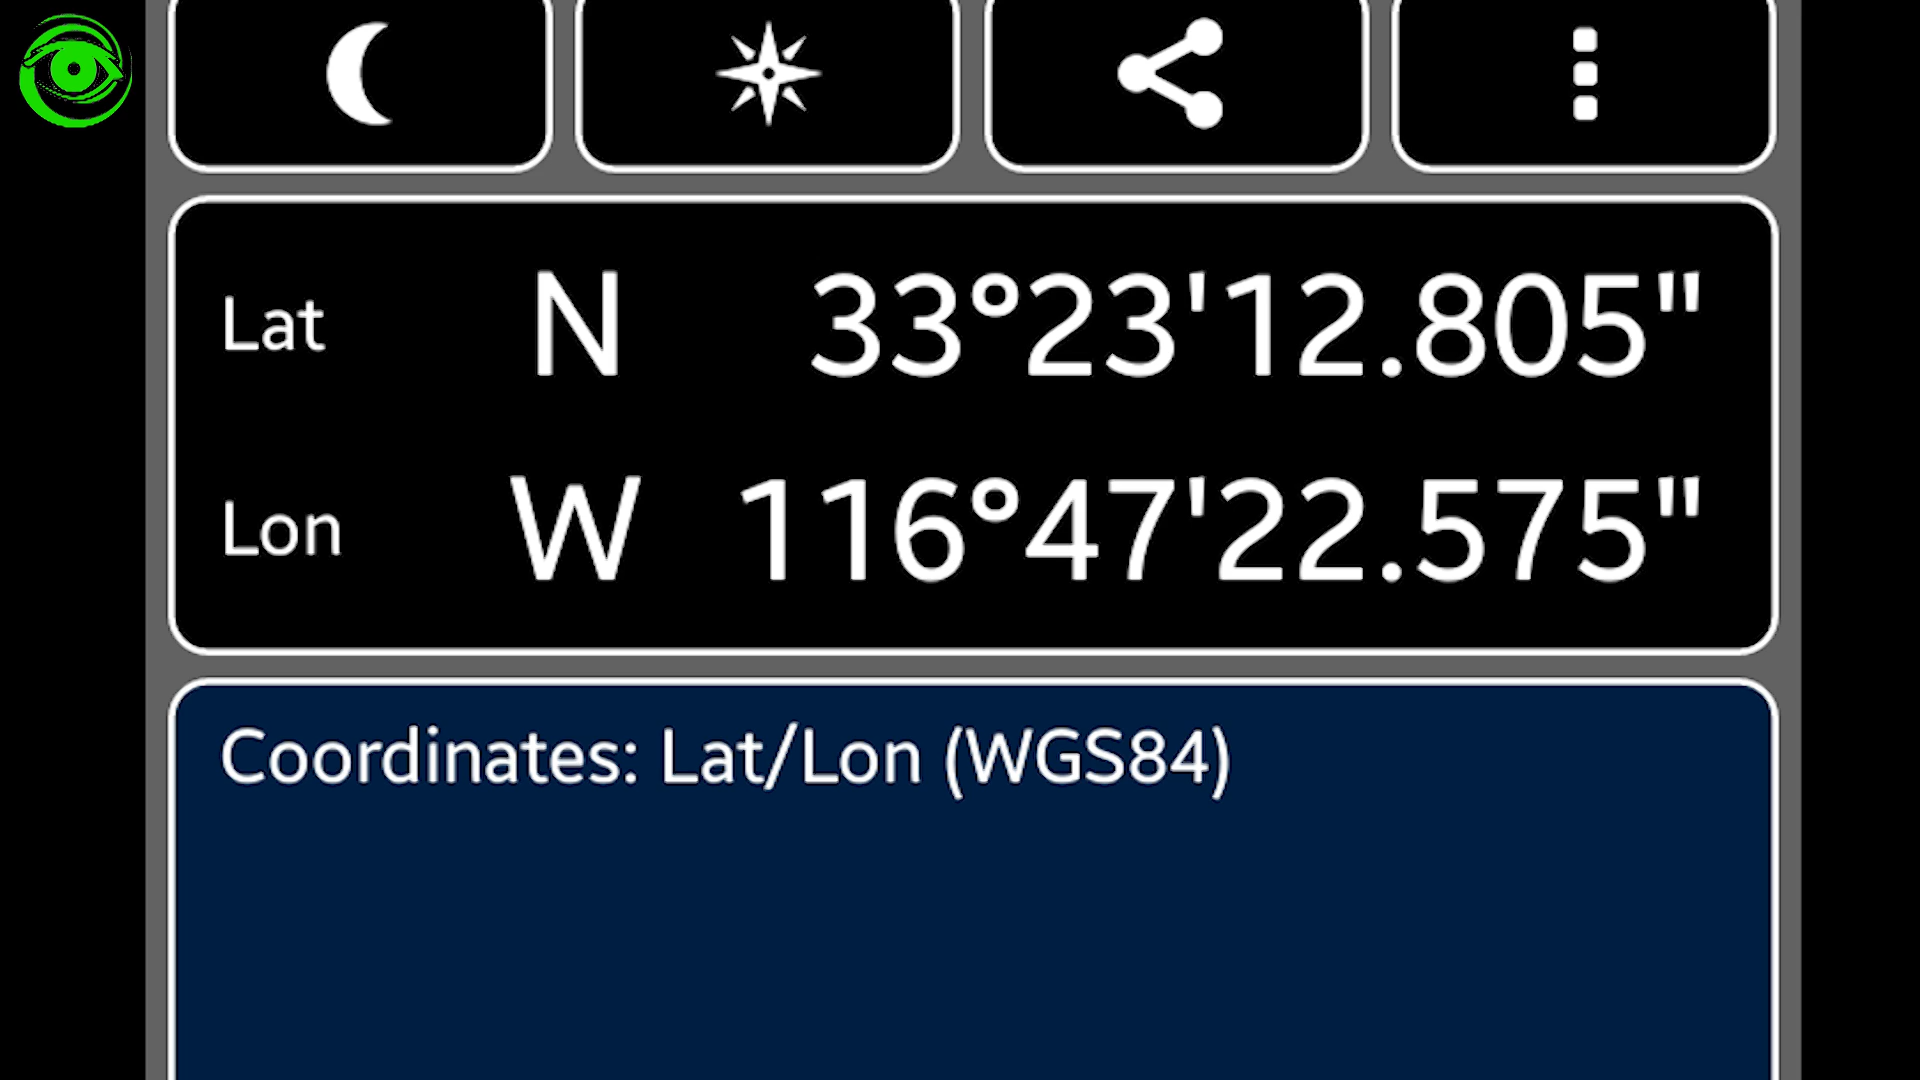 Lat N 33°23'12.805"
Lon W 116°47'22.575"
Coordinates: Lat/Lon (WGS84)